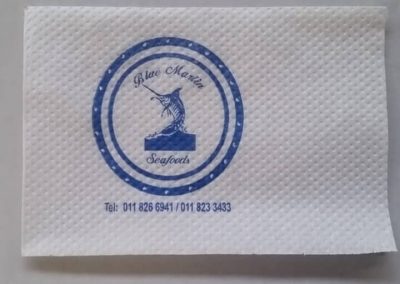 Blue Marlin
Seafoods
Tel: 011 826 6941 / 011 823 3433